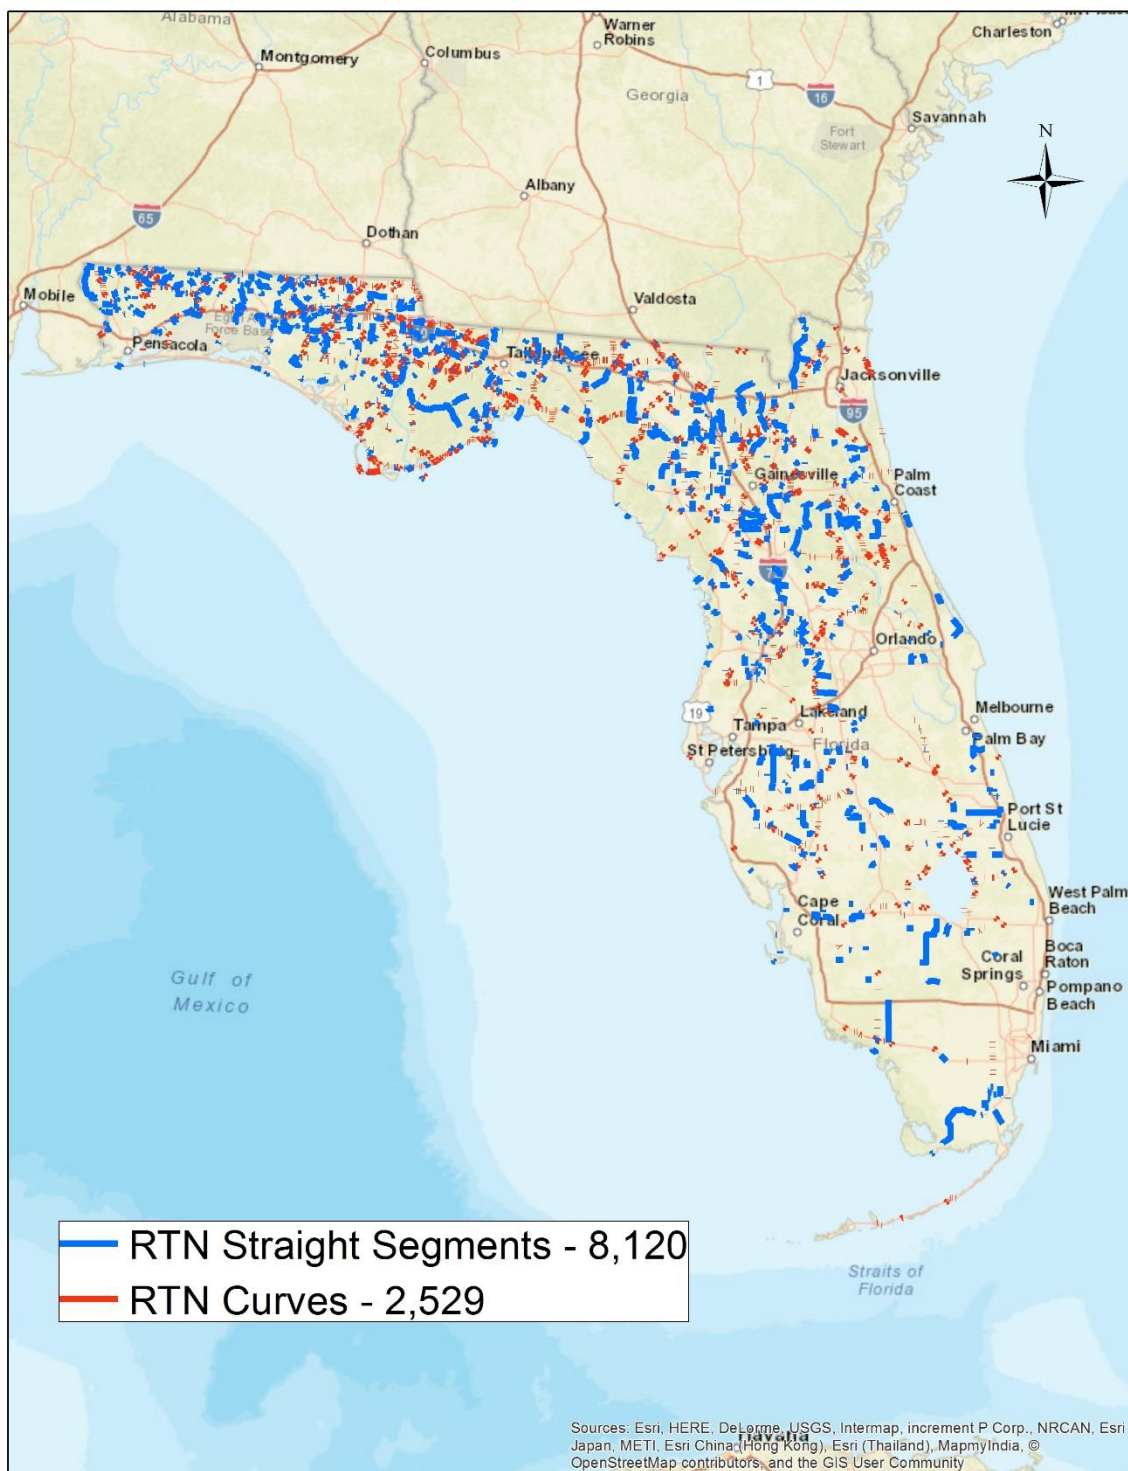 Alabama
Montgomery
Columbus
Warner
Robins
Charleston
1
16
Georgia
Savannah
Fort
Stewart
N
Albany
65
Dothan
Mobile
Valdosta
Force Base
Pensacola
Tallahassee
Jacksonville
95
Gainesville
Palm
Coast
Orlando
19
Lakeland
Melbourne
Tampa
Palm Bay
St Petersburg
Florida
Port St
Lucie
Cape
Coral
West Palm
Beach
Coral
Springs
Boca
Raton
Pompano
Beach
Gulf of
Mexico
Miami
RTN Straight Segments - 8,120
RTN Curves - 2,529
Straits of
Florida
Havana
Sources: Esri, HERE, DeLorme, USGS, Intermap, increment P Corp., NRCAN, Esri
Japan, METI, Esri China (Hong Kong), Esri (Thailand), MapmyIndia, ©
OpenStreetMap contributors, and the GIS User Community